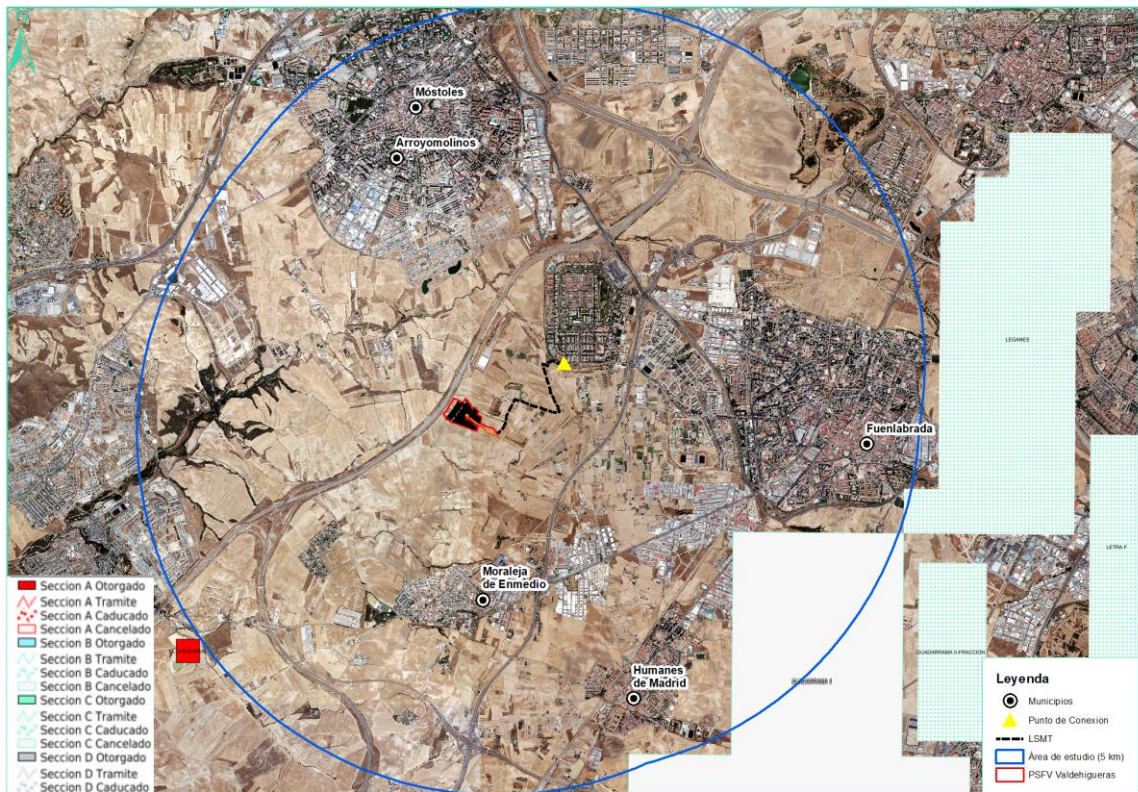 N
Móstoles
Arroyomolinos
LEGANES
Fuenlabrada
LETRA F
Moraleja
de Enmedio
GUADARRAMA II-FRACCION
Humanes
de Madrid
Seccion A Otorgado
Seccion A Tramite
Seccion A Caducado
Seccion A Cancelado
Seccion B Otorgado
Seccion B Tramite
Seccion B Caducado
Seccion B Cancelado
Seccion C Otorgado
Seccion C Tramite
Seccion C Caducado
Seccion C Cancelado
Seccion D Otorgado
Seccion D Tramite
Seccion D Caducado
Leyenda
Municipios
Punto de Conexion
LSMT
Área de estudio (5 km)
PSFV Valdehigueras